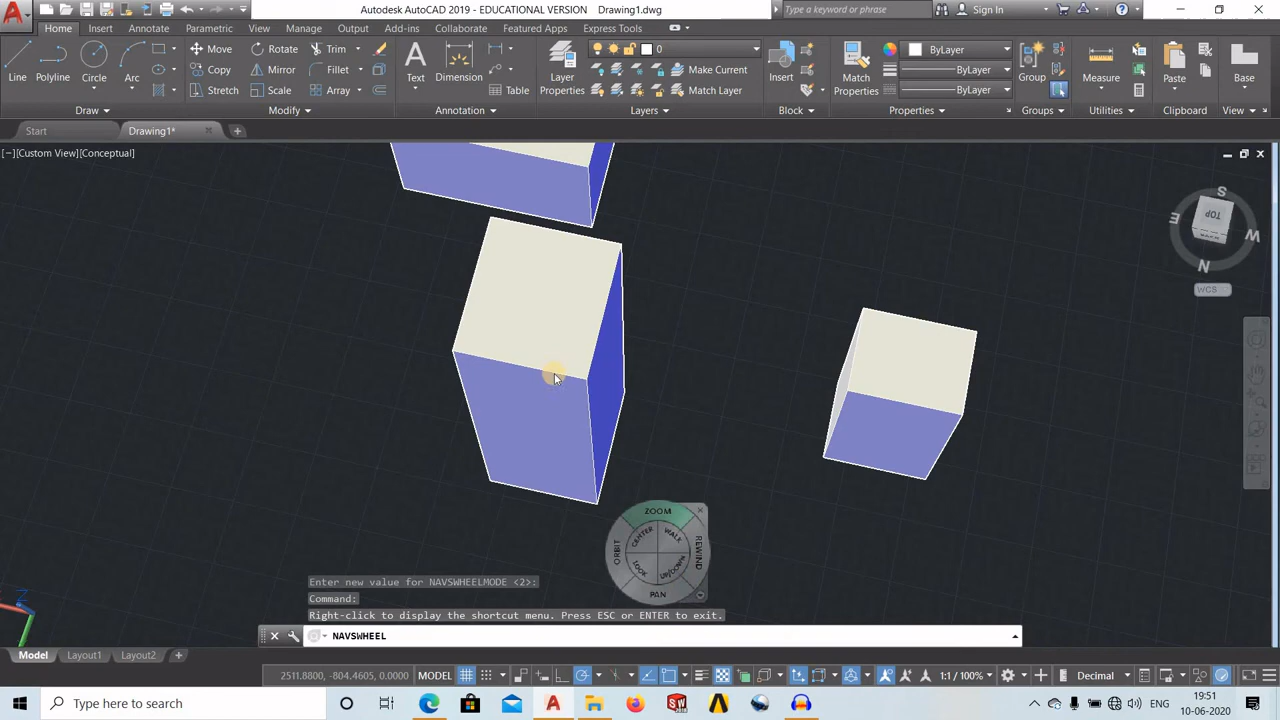 Autodesk AutoCAD 2019 - EDUCATIONAL VERSION Drawing1.dwg
Type a keyword or phrase
Sign In
Home Insert Annotate Parametric View Manage Output Add-ins Collaborate Featured Apps Express Tools
Line Polyline Circle Arc
Move Rotate Trim
Copy Mirror Fillet
Stretch Scale Array
Text Dimension Table
Layer Properties
0
Make Current
Match Layer
Insert
Match Properties
ByLayer
ByLayer
ByLayer
Group Measure Paste Base
Draw Modify Annotation Layers Block Properties Groups Utilities Clipboard View
Start Drawing1*
[−][Custom View][Conceptual]
S
E TOP W
N
WCS
ZOOM
CENTER WALK
ORBIT REWIND
LOOK UP/DOWN
PAN
Z
Enter new value for NAVSWHEELMODE <2>:
Command:
Right-click to display the shortcut menu. Press ESC or ENTER to exit.
NAVSWHEEL
Model Layout1 Layout2
2511.8800, -804.4605, 0.0000 MODEL 1:1 / 100% Decimal
Type here to search
ENG
19:51
10-06-2020